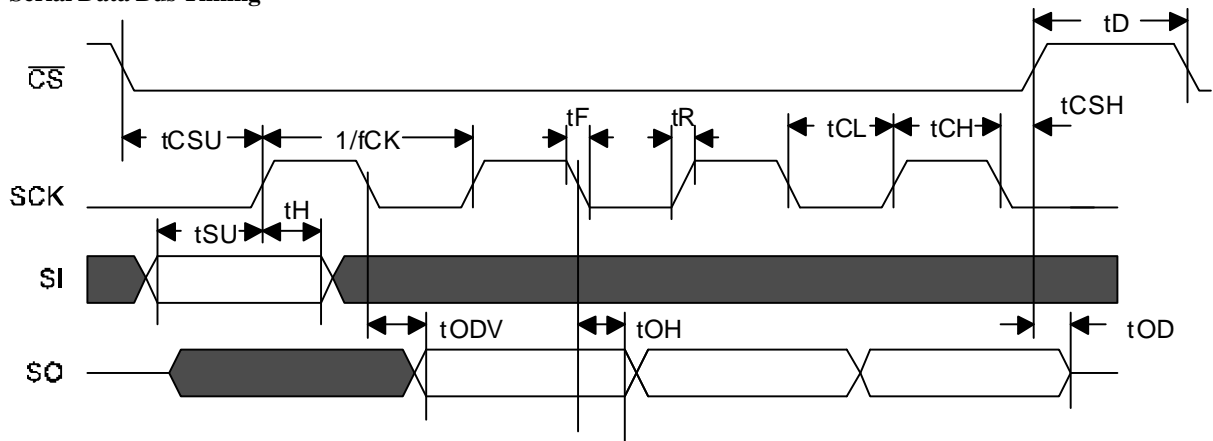 Serial Data Bus Timing
tD
CS
tCSH
tCSU 1/fCK tF tR tCL tCH
SCK
tSU tH
SI
tODV tOH tOD
SO